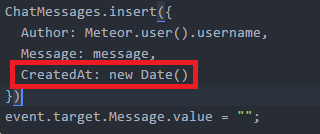 ChatMessages.insert({
Author: Meteor.user().username,
Message: message,
CreatedAt: new Date()
})
event.target.Message.value = "";